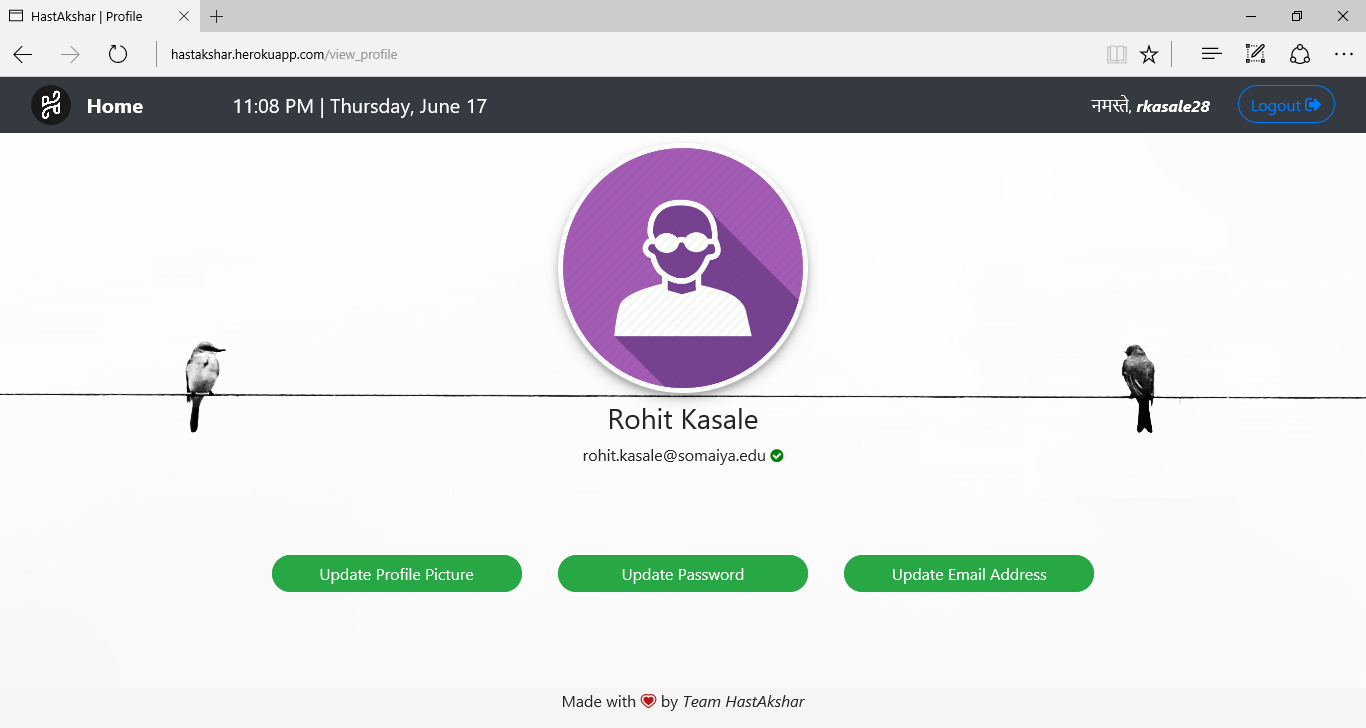 HastAkshar | Profile
hastakshar.herokuapp.com/view_profile
Home 11:08 PM | Thursday, June 17 नमस्ते, rkasale28 Logout
Rohit Kasale
rohit.kasale@somaiya.edu
Update Profile Picture Update Password Update Email Address
Made with by Team HastAkshar